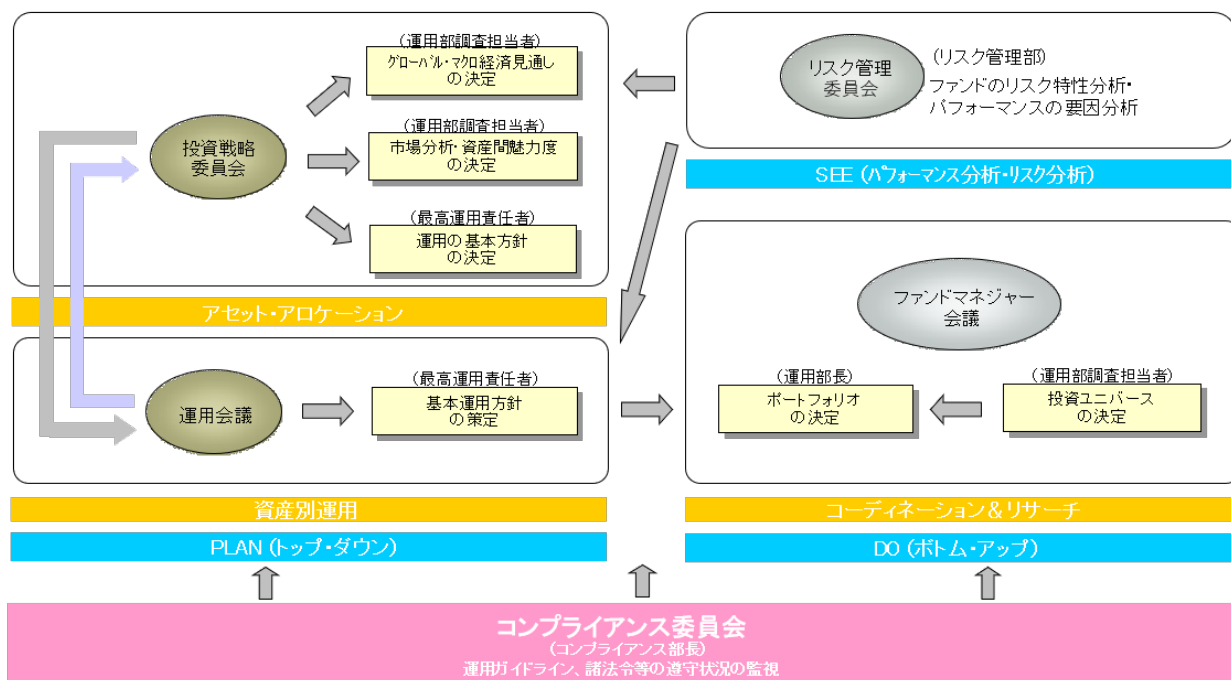 (運用部調査担当者)
グローバル・マクロ経済見通し
の決定
投資戦略
委員会
(運用部調査担当者)
市場分析・資産間魅力度
の決定
(最高運用責任者)
運用の基本方針
の決定
アセット・アロケーション
リスク管理
委員会
(リスク管理部)
ファンドのリスク特性分析・
パフォーマンスの要因分析
SEE (パフォーマンス分析・リスク分析)
運用会議
(最高運用責任者)
基本運用方針
の策定
資産別運用
PLAN (トップ・ダウン)
ファンドマネジャー
会議
(運用部長)
ポートフォリオ
の決定
(運用部調査担当者)
投資ユニバース
の決定
コーディネーション&リサーチ
DO (ボトム・アップ)
コンプライアンス委員会
(コンプライアンス部長)
運用ガイドライン、諸法令等の遵守状況の監視